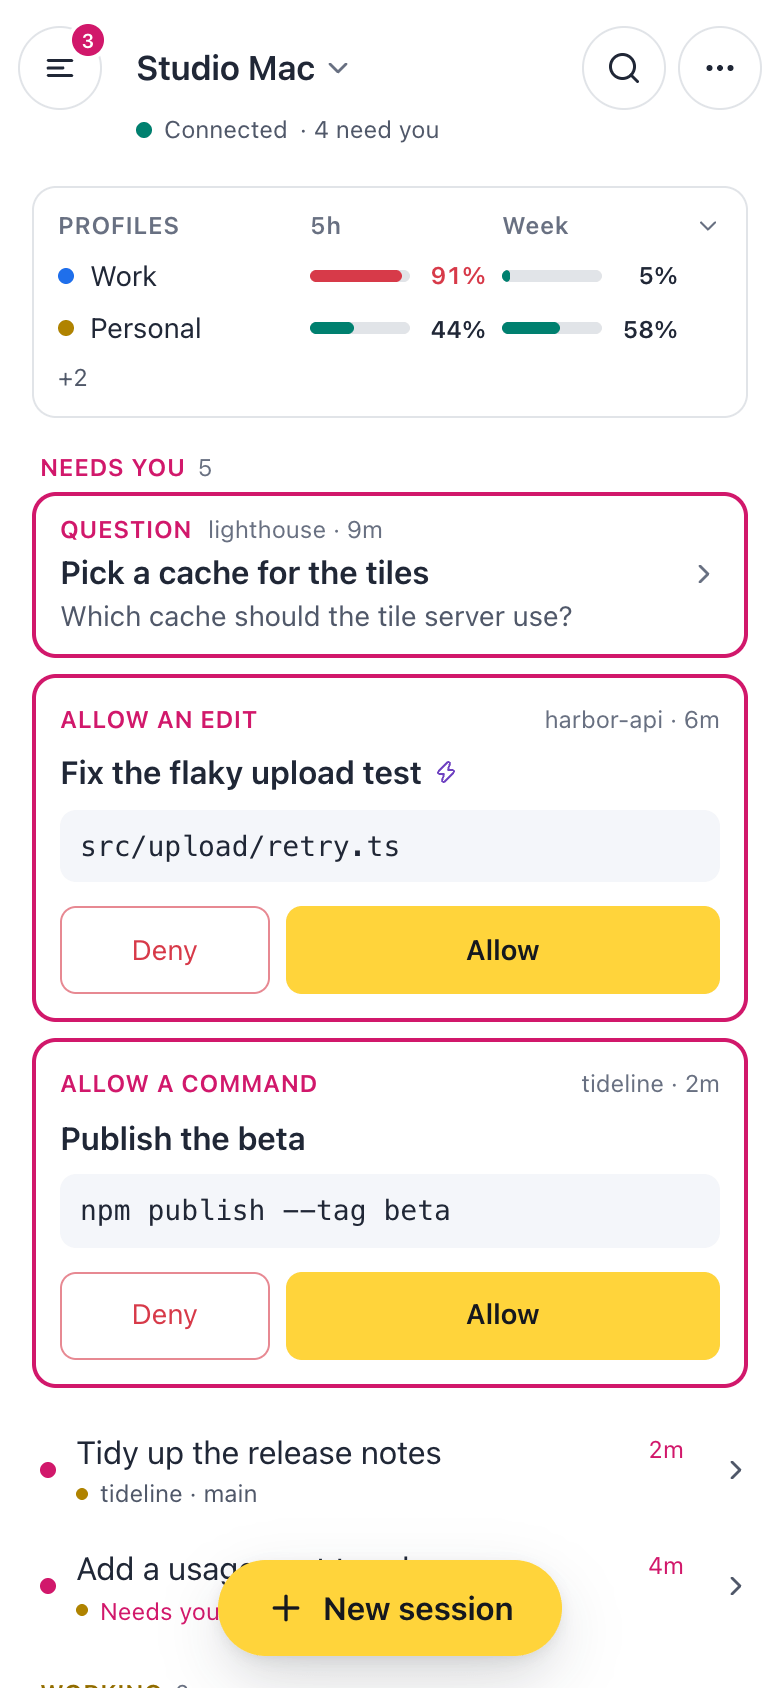 3
Studio Mac
Connected · 4 need you
PROFILES 5h Week
Work 91% 5%
Personal 44% 58%
+2
NEEDS YOU 5
QUESTION lighthouse · 9m
Pick a cache for the tiles
Which cache should the tile server use?
ALLOW AN EDIT harbor-api · 6m
Fix the flaky upload test
src/upload/retry.ts
Deny Allow
ALLOW A COMMAND tideline · 2m
Publish the beta
npm publish --tag beta
Deny Allow
Tidy up the release notes 2m
tideline · main
Add a 4m
Needs you
New session
WORKING